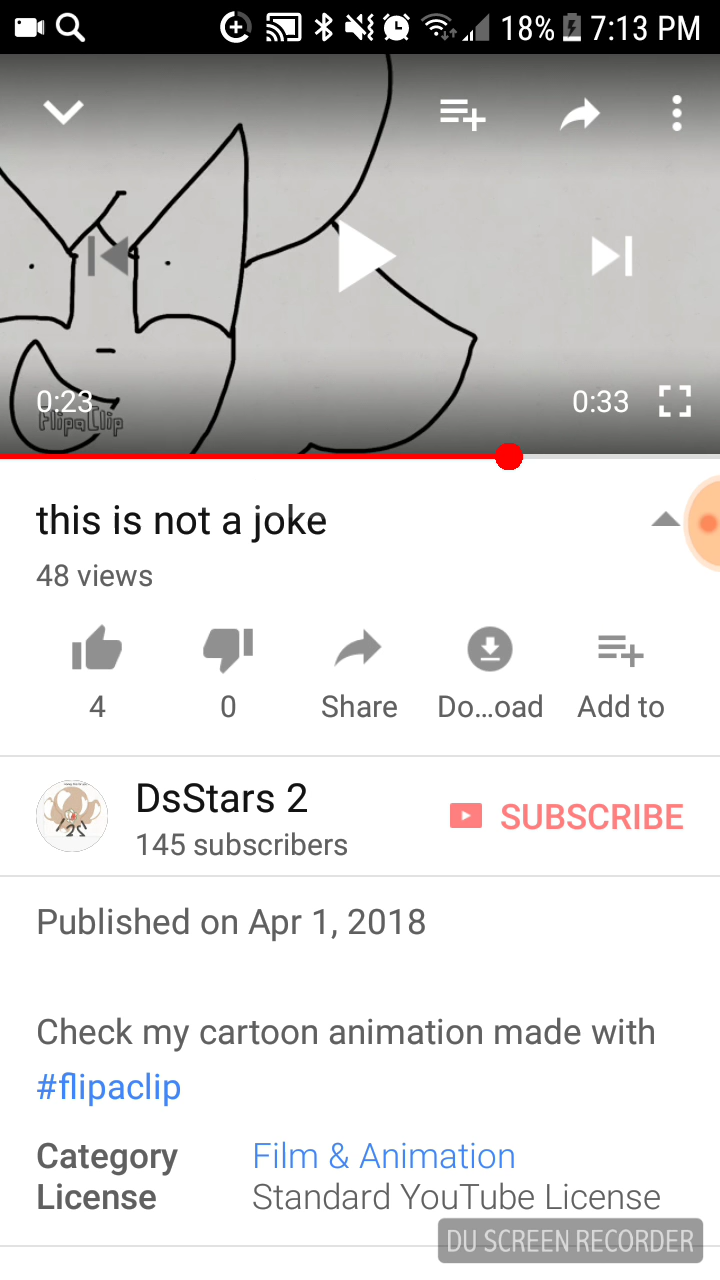 18% 7:13 PM
0:23
0:33
FlipaClip
this is not a joke
48 views
4
0
Share
Do...oad
Add to
DsStars 2
145 subscribers
SUBSCRIBE
Published on Apr 1, 2018
Check my cartoon animation made with
#flipaclip
Category Film & Animation
License Standard YouTube License
DU SCREEN RECORDER